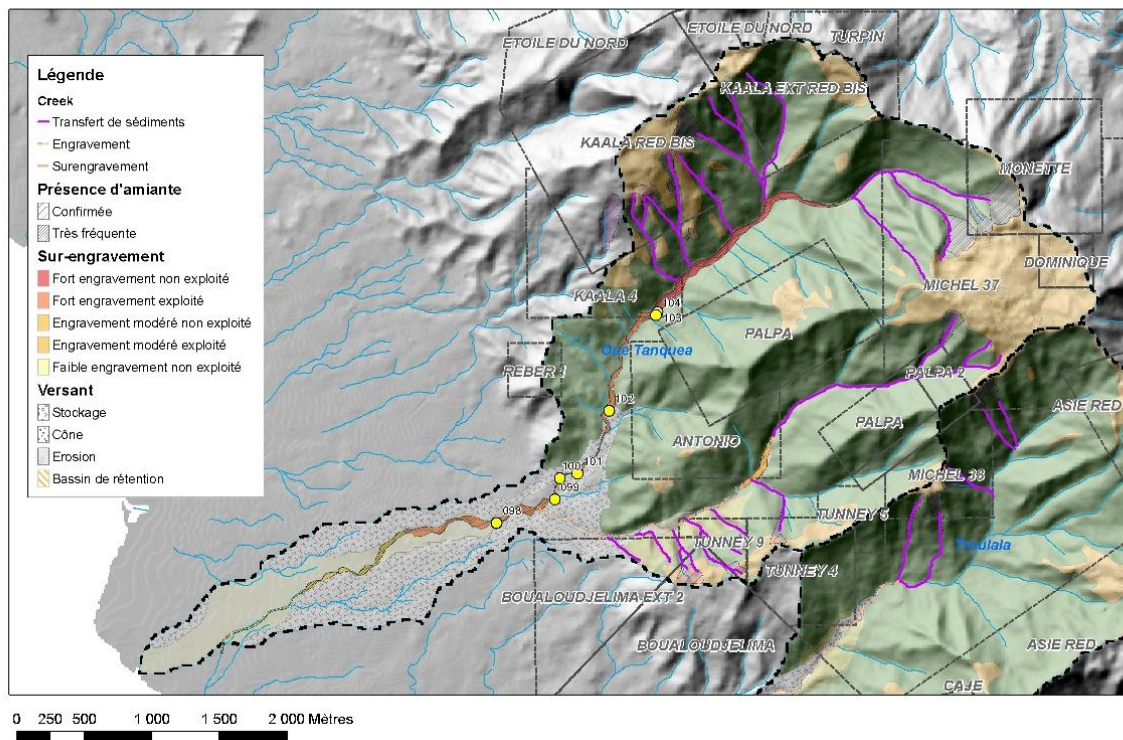 ETOILE DU NORD
ETOILE DU NORD
TURPIN
Légende
Creek
Transfert de sédiments
Engravement
Surengravement
Présence d'amiante
Confirmée
Très fréquente
Sur-engravement
Fort engravement non exploité
Fort engravement exploité
Engravement modéré non exploité
Engravement modéré exploité
Faible engravement non exploité
Versant
Stockage
Cône
Erosion
Bassin de rétention
KAALA EXT RED BIS
KAALA RED BIS
MONETTE
DOMINIQUE
MICHEL 37
KAALA 4
104
103
PALPA
Oué Tanquea
REBER 1
PALPA 2
102
ASIE RED
PALPA
ANTONIO
101
100
MICHEL 38
099
098
TUNNEY 5
TUNNEY 9
TUNNEY 4
BOUALOUDJELIMA EXT 2
BOUALOUDJELIMA
ASIE RED
CAJE
0 250 500 1 000 1 500 2 000 Mètres